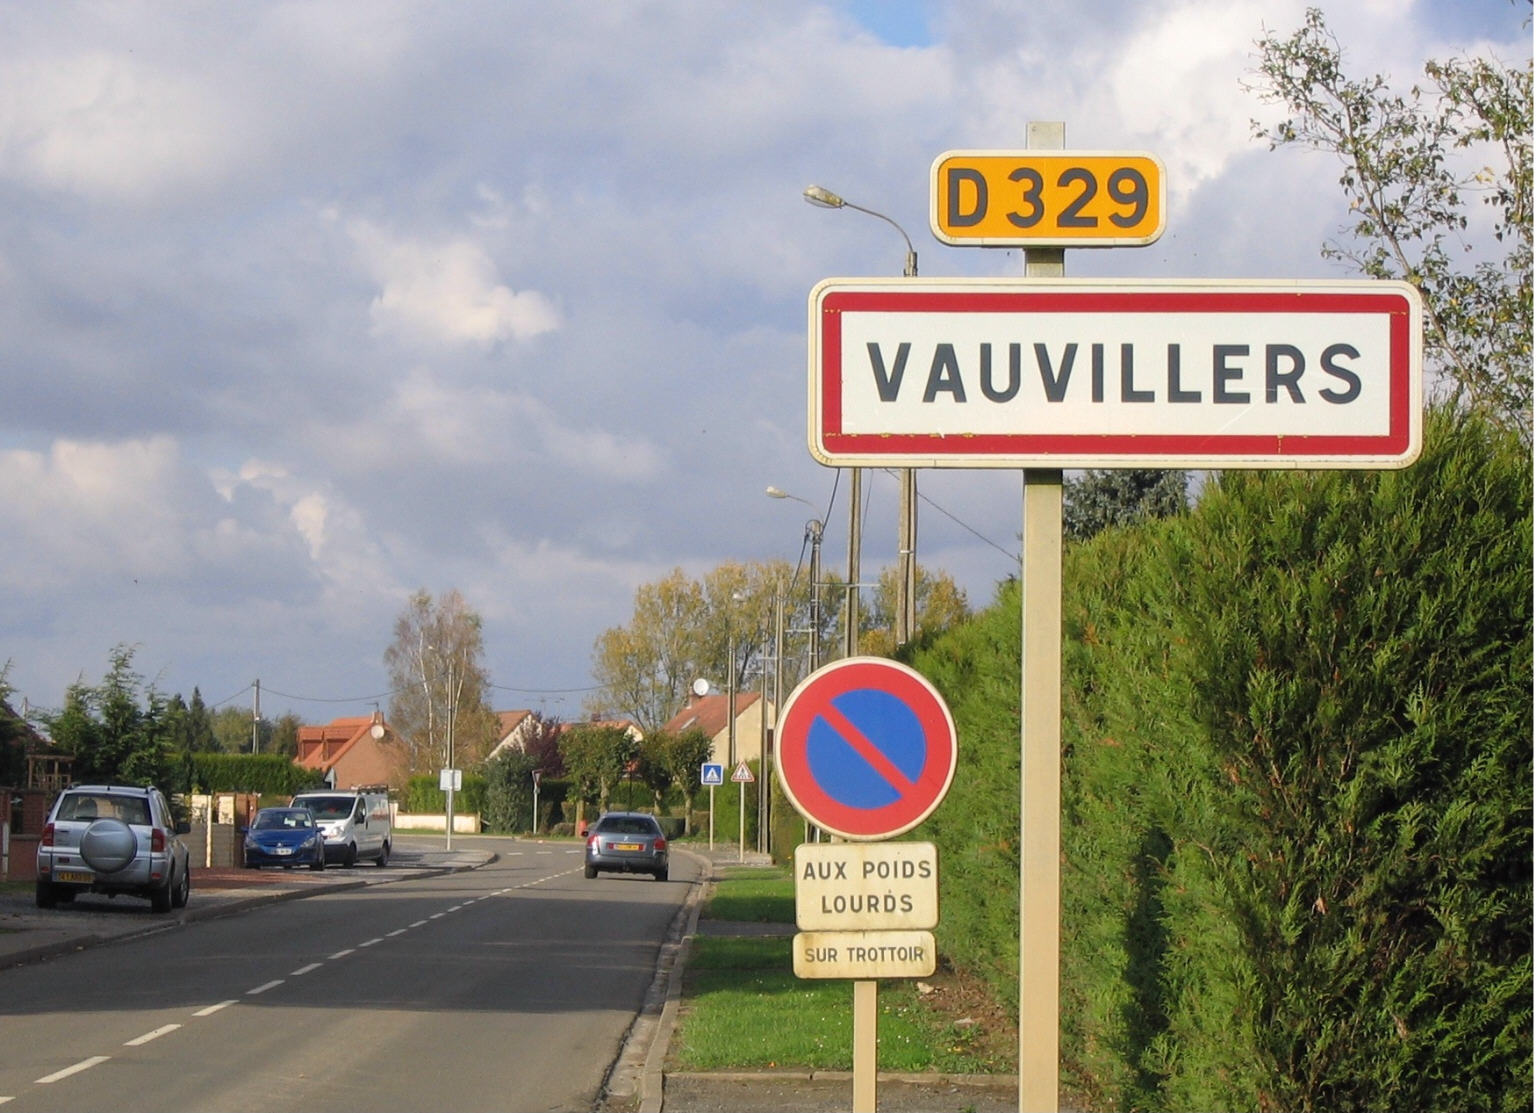 D 329
VAUVILLERS
AUX POIDS
LOURDS
SUR TROTTOIR